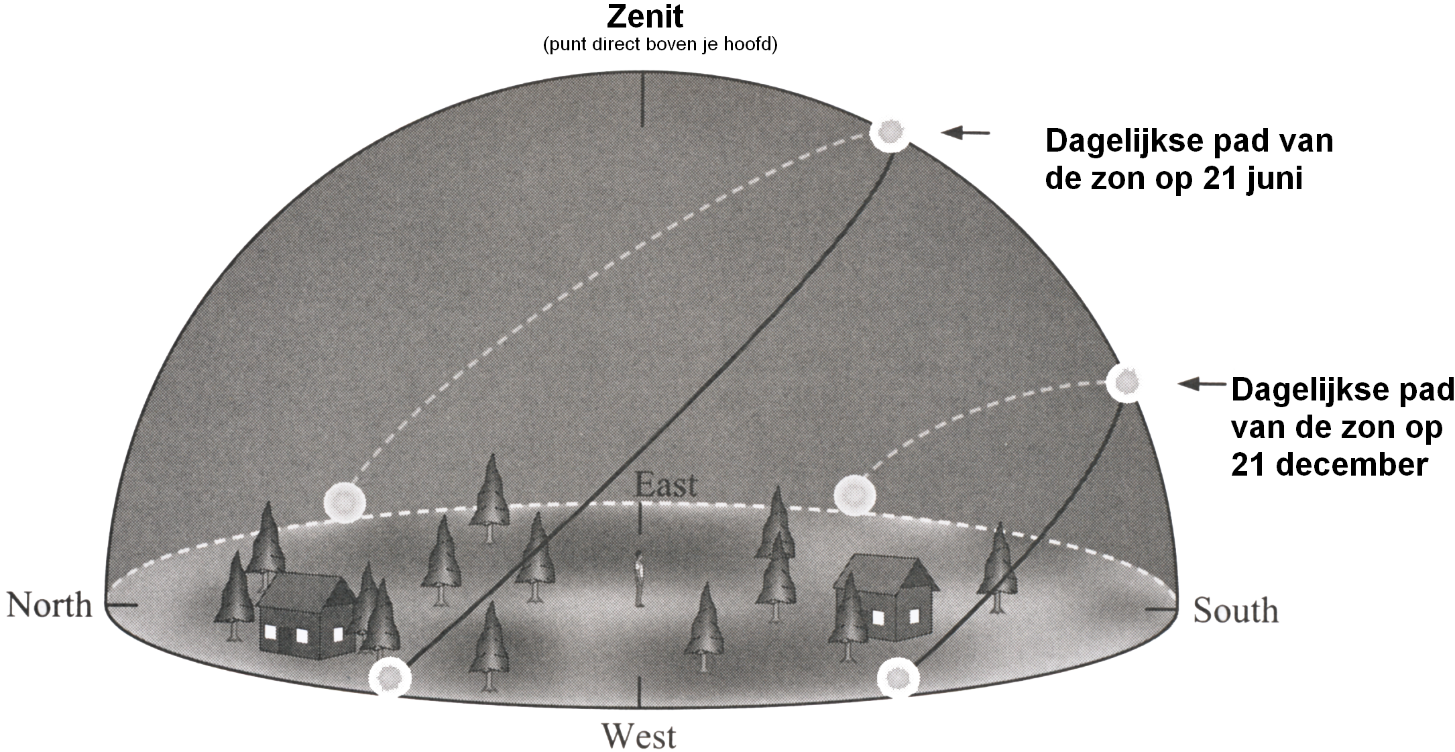 Zenit
(punt direct boven je hoofd)
Dagelijkse pad van
de zon op 21 juni
Dagelijkse pad
van de zon op
21 december
East
North
South
West